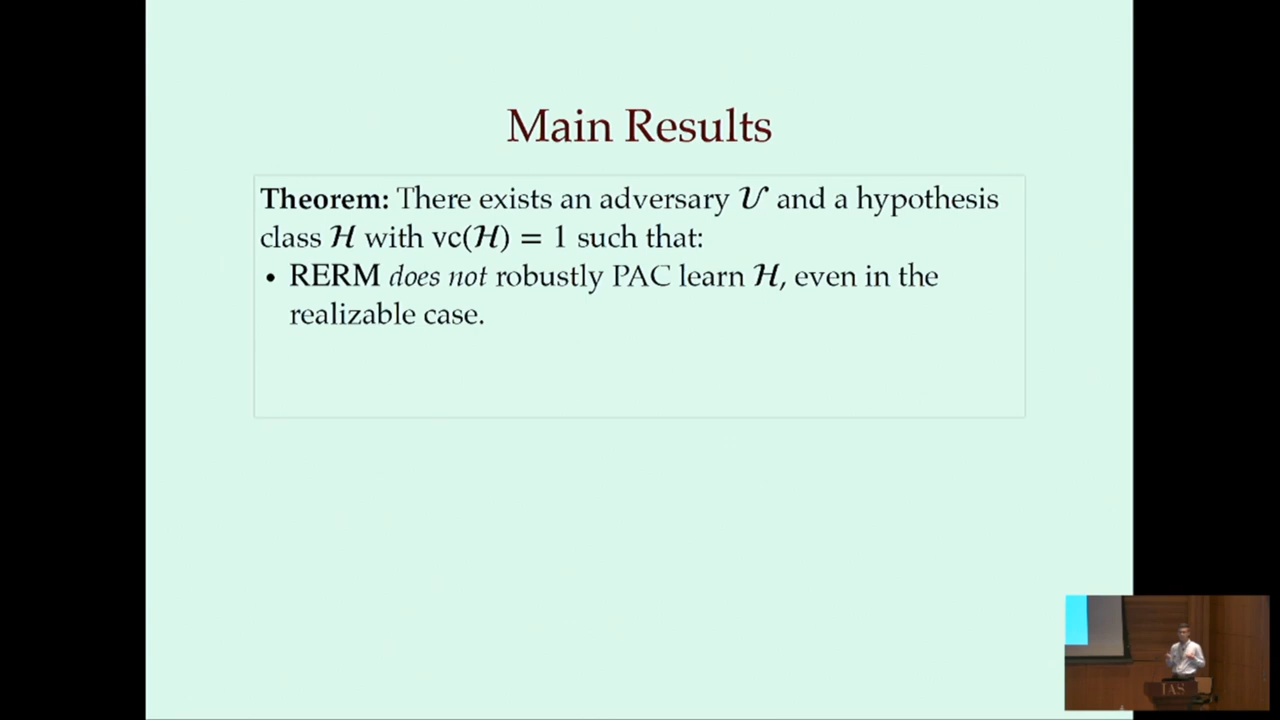 Main Results
Theorem: There exists an adversary 𝒰 and a hypothesis
class ℋ with vc(ℋ) = 1 such that:
• RERM does not robustly PAC learn ℋ, even in the
realizable case.
IAS